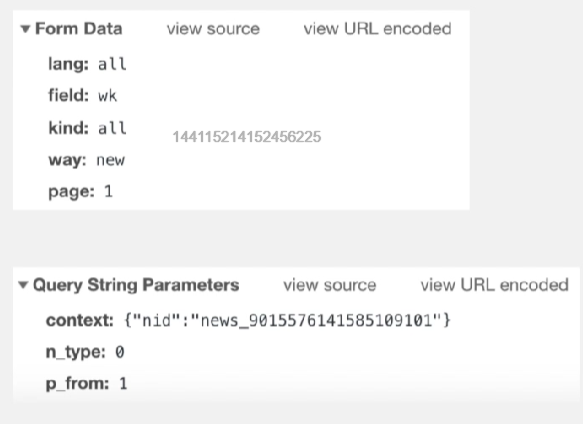 ▼ Form Data view source view URL encoded
lang: all
field: wk
kind: all
144115214152456225
way: new
page: 1
▼ Query String Parameters view source view URL encoded
context: {"nid":"news_9015576141585109101"}
n_type: 0
p_from: 1